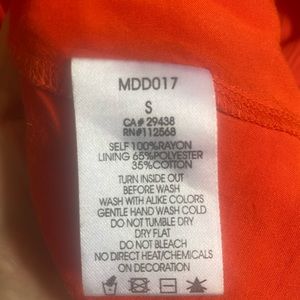 MDD017
S
CA# 29438
RN#112568
SELF 100%RAYON
LINING 65%POLYESTER
35%COTTON
TURN INSIDE OUT
BEFORE WASH
WASH WITH ALIKE COLORS
GENTLE HAND WASH COLD
DO NOT TUMBLE DRY
DRY FLAT
DO NOT BLEACH
NO DIRECT HEAT/CHEMICALS
ON DECORATION